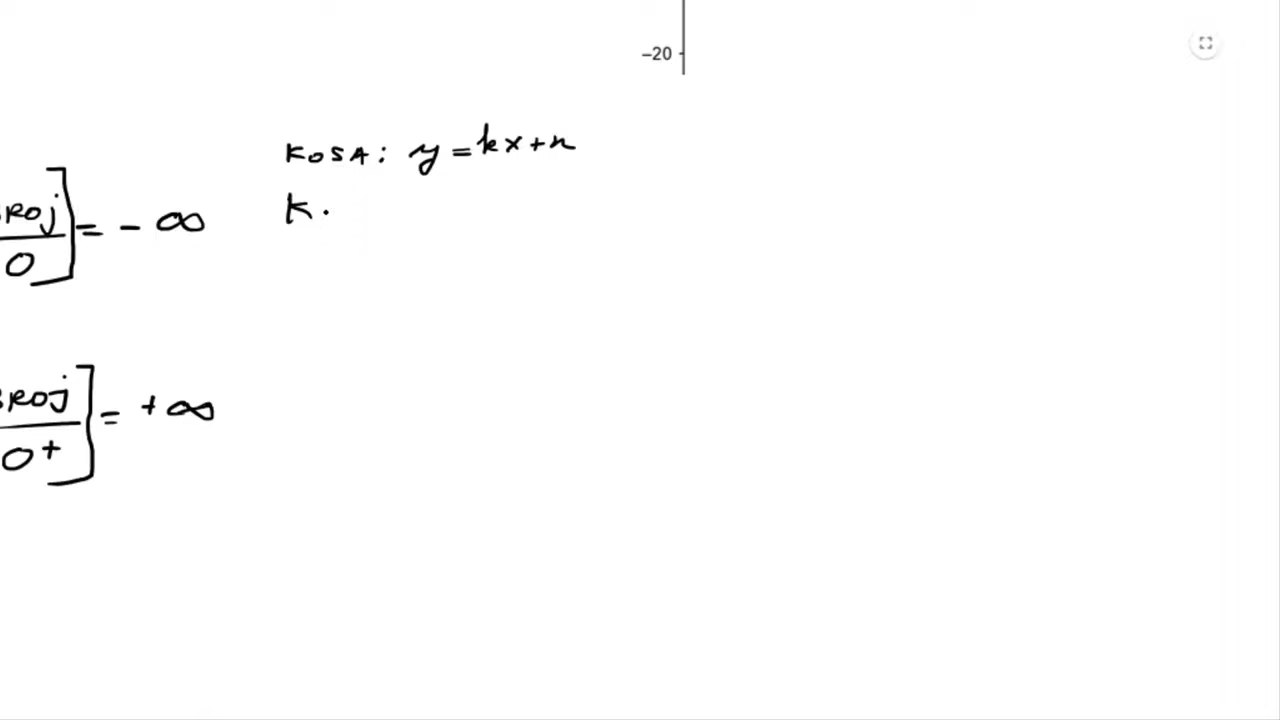 -20
KOSA: y = kx + n
K.
ROJ] = - ∞
0
ROJ] = + ∞
0+